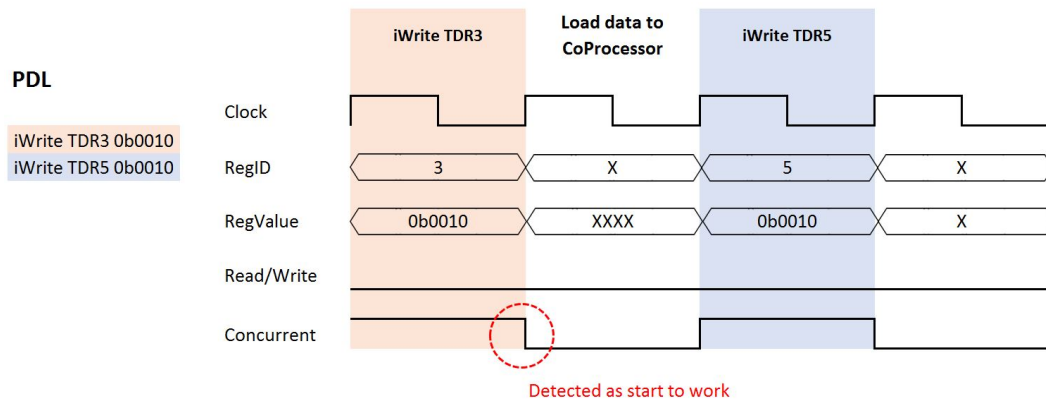 iWrite TDR3
Load data to
CoProcessor
iWrite TDR5
PDL
iWrite TDR3 0b0010
iWrite TDR5 0b0010
Clock
RegID
3
X
5
X
RegValue
0b0010
XXXX
0b0010
X
Read/Write
Concurrent
Detected as start to work